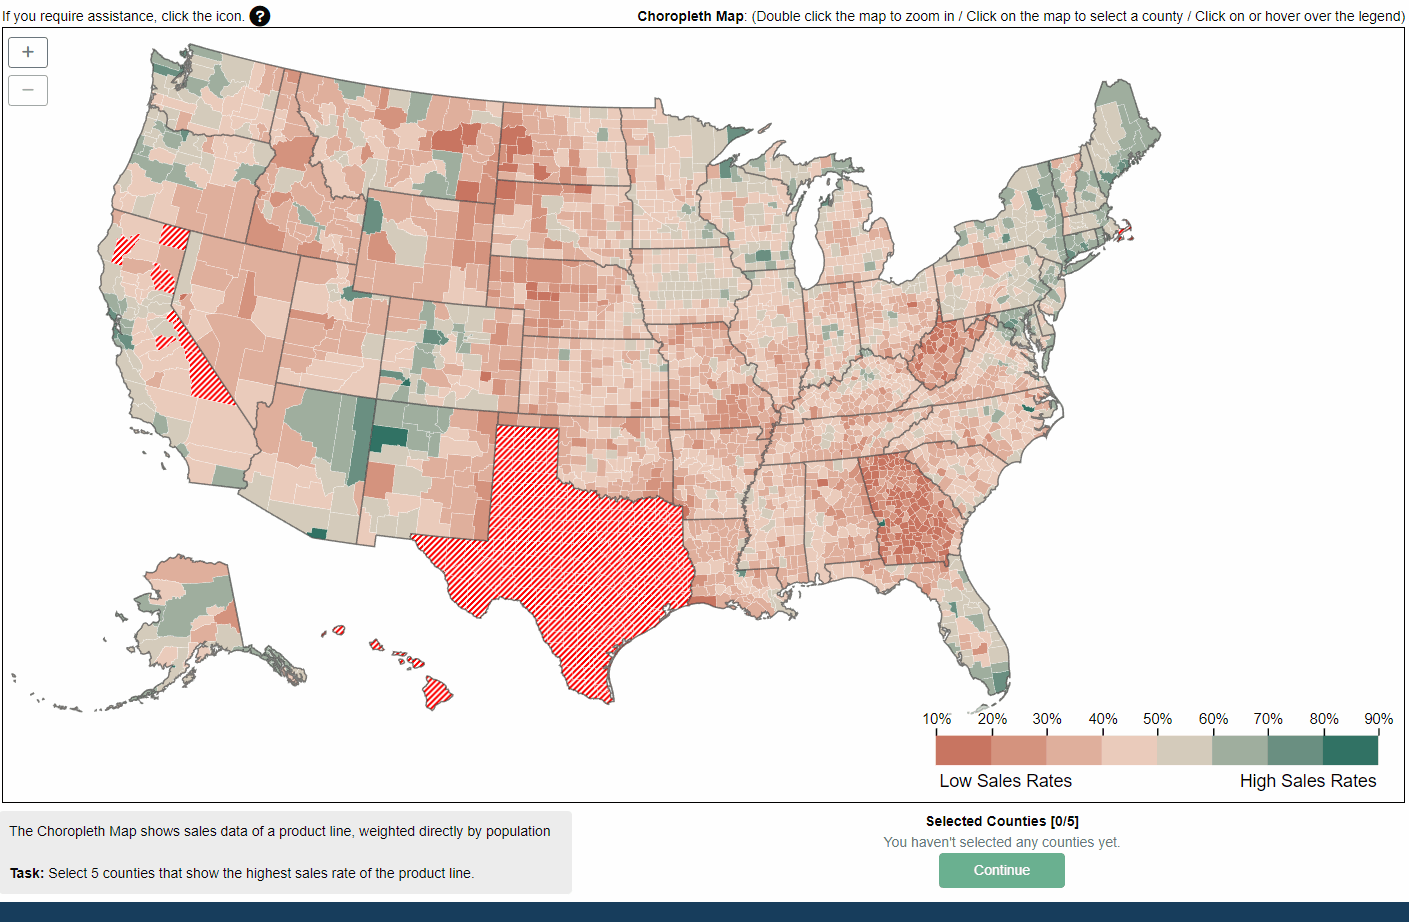 If you require assistance, click the icon. ?
Choropleth Map: (Double click the map to zoom in / Click on the map to select a county / Click on or hover over the legend)
+
−
10% 20% 30% 40% 50% 60% 70% 80% 90%
Low Sales Rates High Sales Rates
The Choropleth Map shows sales data of a product line, weighted directly by population
Task: Select 5 counties that show the highest sales rate of the product line.
Selected Counties [0/5]
You haven't selected any counties yet.
Continue